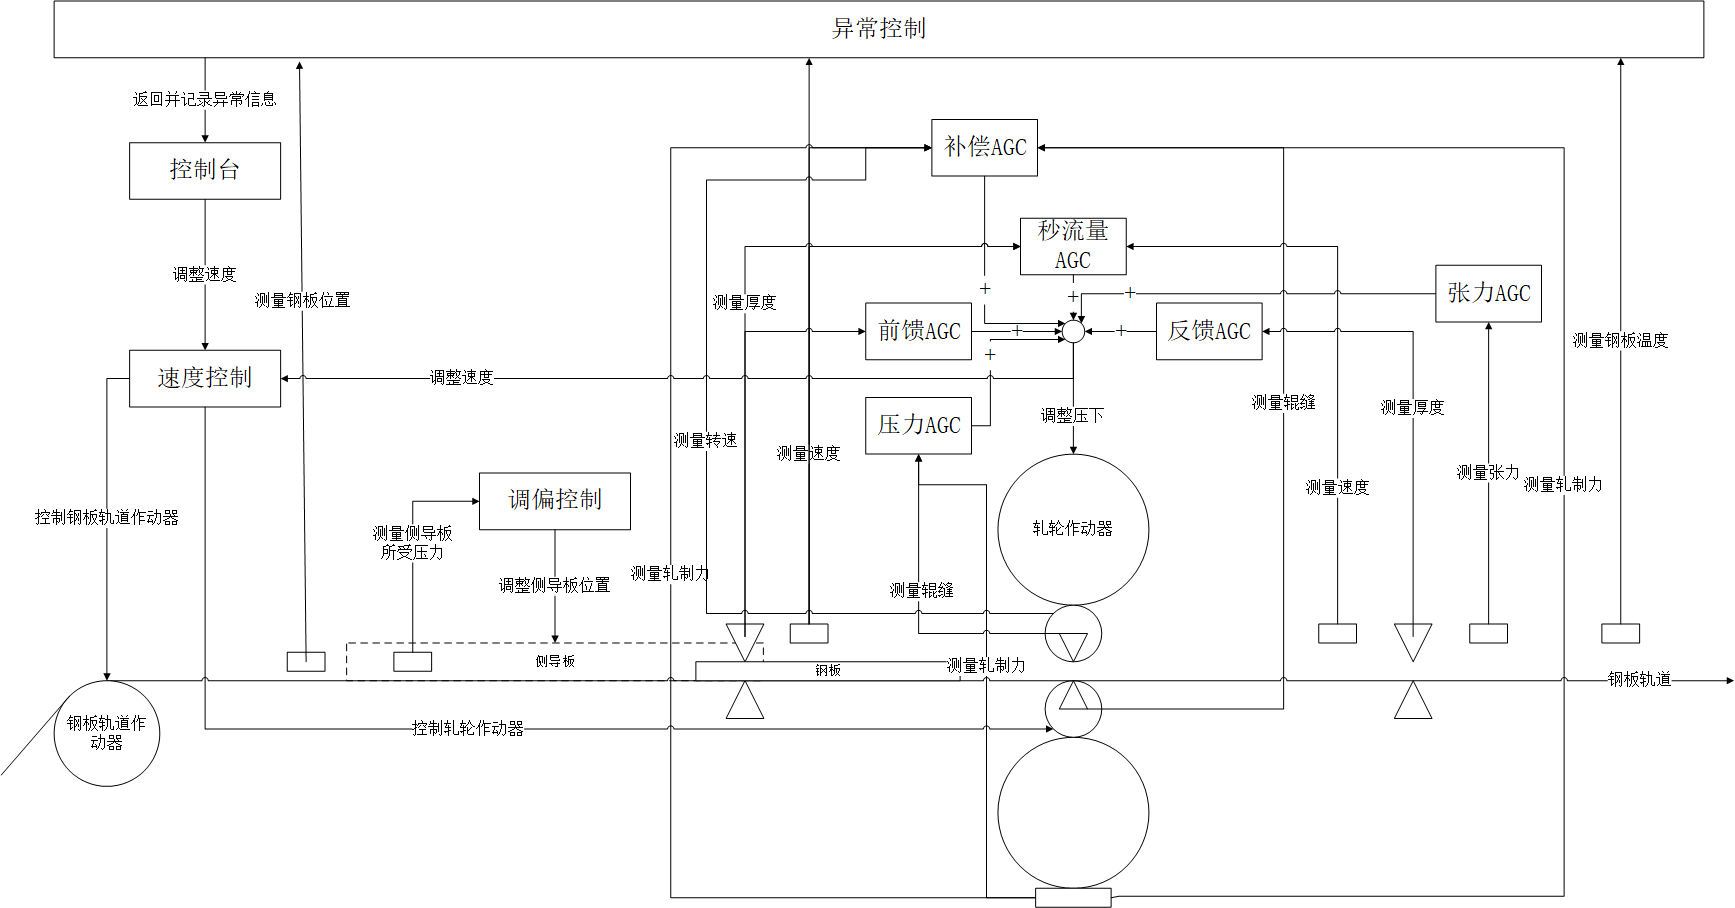 异常控制
返回并记录异常信息
控制台
补偿AGC
秒流量
AGC
调整速度
测量钢板位置
测量厚度
+
+
+
张力AGC
前馈AGC
+
+
反馈AGC
+
测量钢板温度
速度控制
调整速度
测量辊缝
测量厚度
调整压下
压力AGC
测量转速
测量速度
测量张力
测量轧制力
测量速度
调偏控制
控制钢板轨道作动器
测量侧导板
所受压力
轧轮作动器
测量轧制力
调整侧导板位置
测量辊缝
侧导板
钢板
测量轧制力
钢板轨道
钢板轨道作
动器
控制轧轮作动器